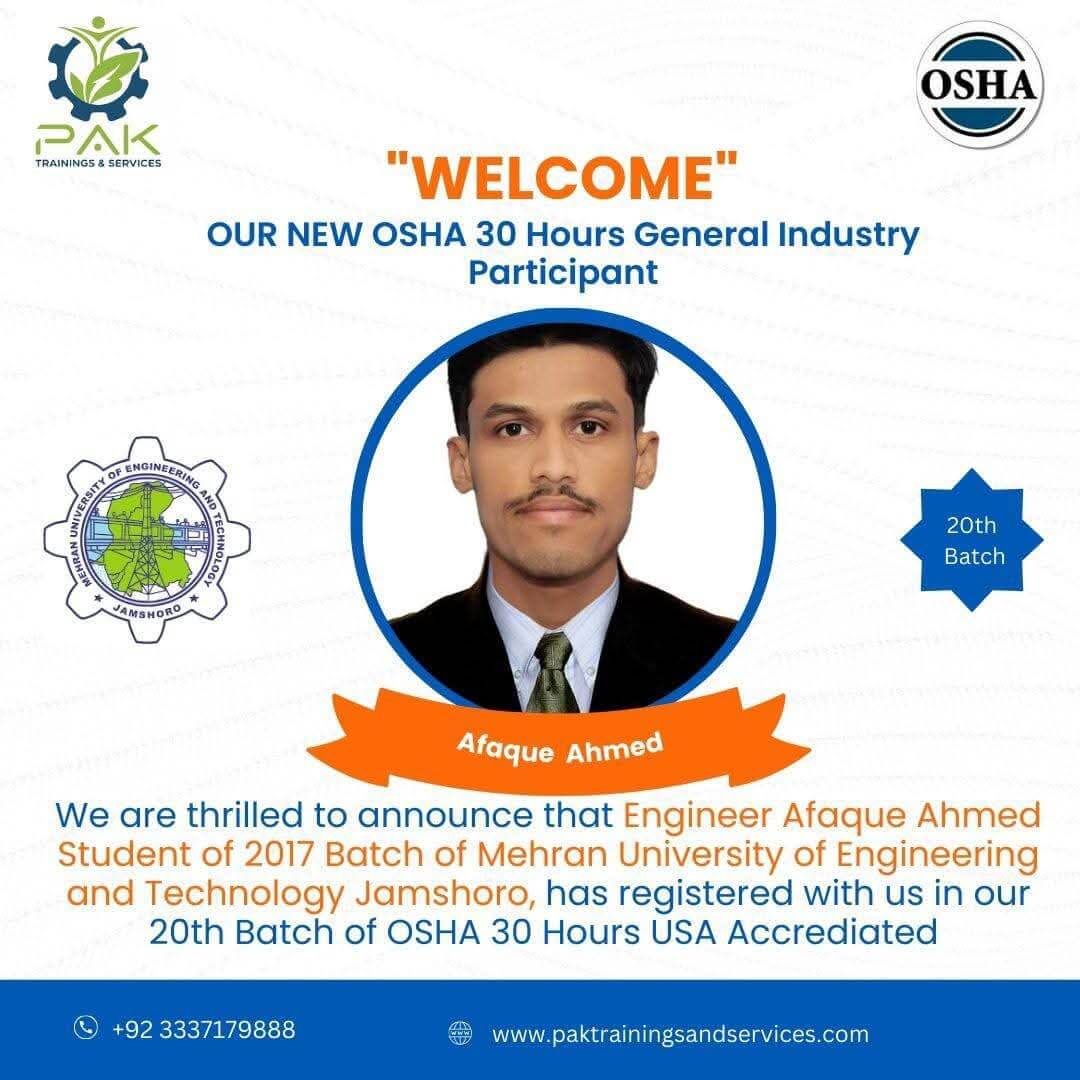 PAK
TRAININGS & SERVICES
OSHA
"WELCOME"
OUR NEW OSHA 30 Hours General Industry
Participant
MEHRAN UNIVERSITY OF ENGINEERING AND TECHNOLOGY
★ JAMSHORO ★
20th
Batch
Afaque Ahmed
We are thrilled to announce that Engineer Afaque Ahmed
Student of 2017 Batch of Mehran University of Engineering
and Technology Jamshoro, has registered with us in our
20th Batch of OSHA 30 Hours USA Accrediated
+92 3337179888
www.paktrainingsandservices.com